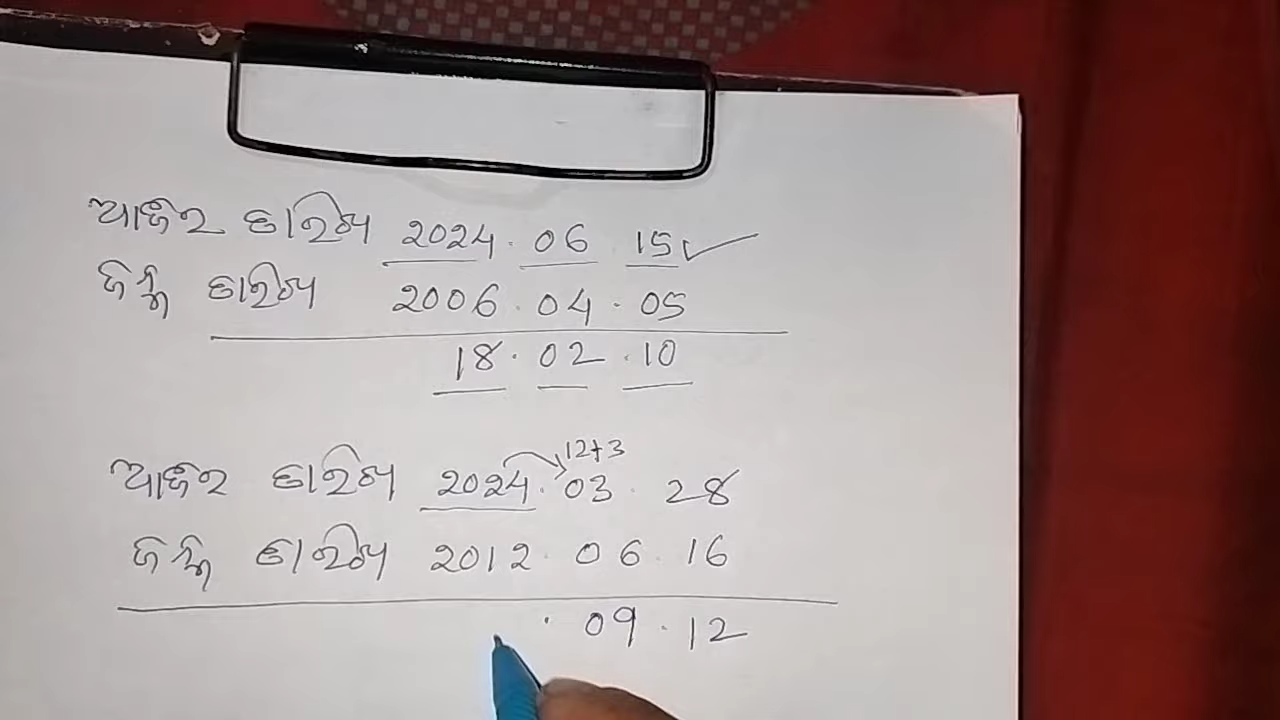 ଆଜିର ତାରିଖ 2024.06.15✓
ଜନ୍ମ ତାରିଖ 2006.04.05
18.02.10
12+3
ଆଜିର ତାରିଖ 2024.03.28
ଜନ୍ମ ତାରିଖ 2012.06.16
.09.12